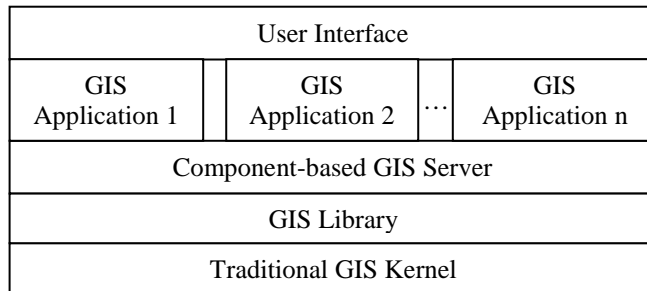 User Interface
GIS
Application 1
GIS
Application 2
…
GIS
Application n
Component-based GIS Server
GIS Library
Traditional GIS Kernel